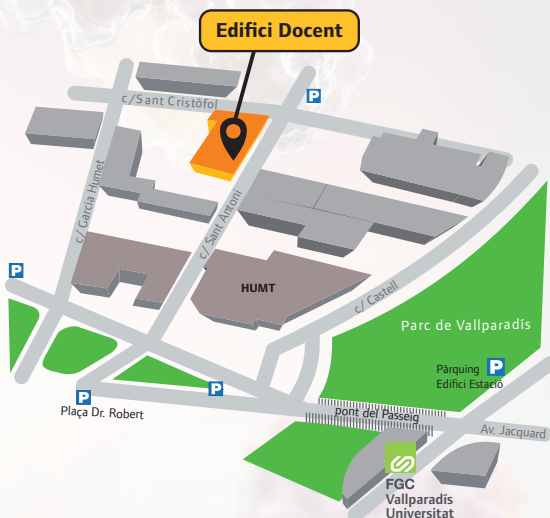 Edifici Docent
P
c/Sant Cristòfol
c/ Garcia Humet
c/ Sant Antoni
P
HUMT
c/ Castell
Parc de Vallparadís
Pàrquing P
Edifici Estació
P
P
Plaça Dr. Robert
pont del Passeig
Av. Jacquard
FGC
Vallparadís
Universitat